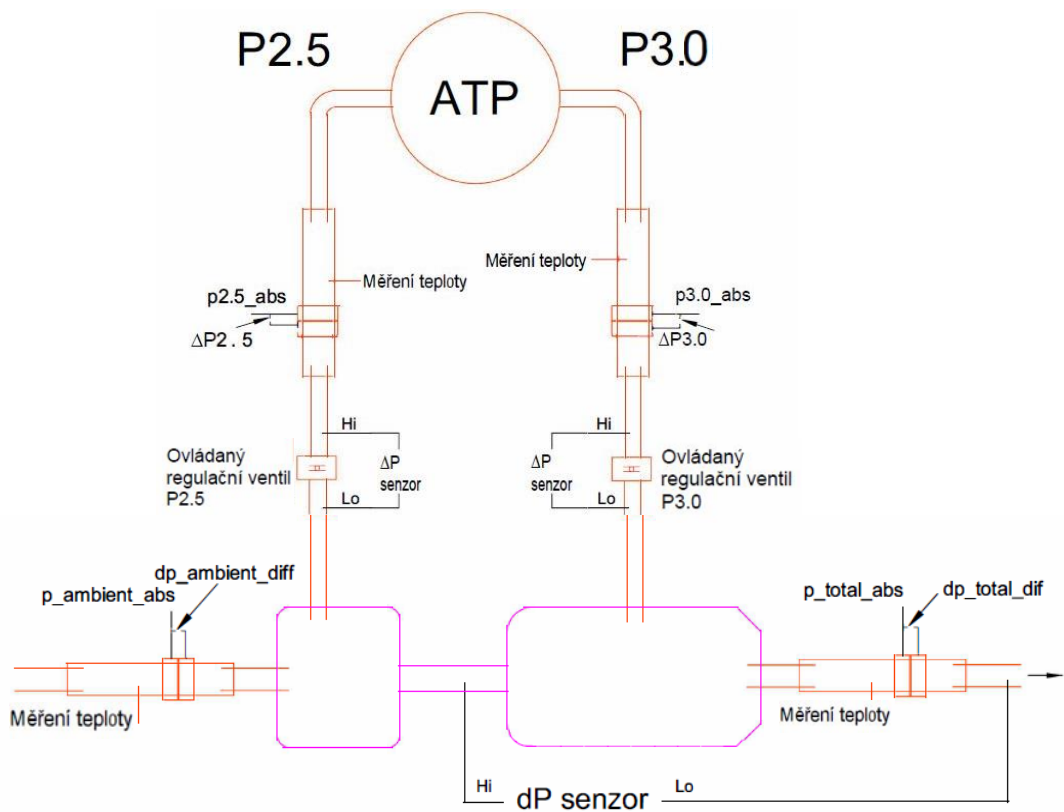 P2.5
P3.0
ATP
Měření teploty
Měření teploty
p2.5_abs
p3.0_abs
ΔP2.5
ΔP3.0
Hi
Hi
Ovládaný
regulační ventil
P2.5
ΔP
senzor
ΔP
senzor
Ovládaný
regulační ventil
P3.0
Lo
Lo
dp_ambient_diff
p_ambient_abs
p_total_abs
dp_total_dif
Měření teploty
Měření teploty
Hi
dP senzor
Lo